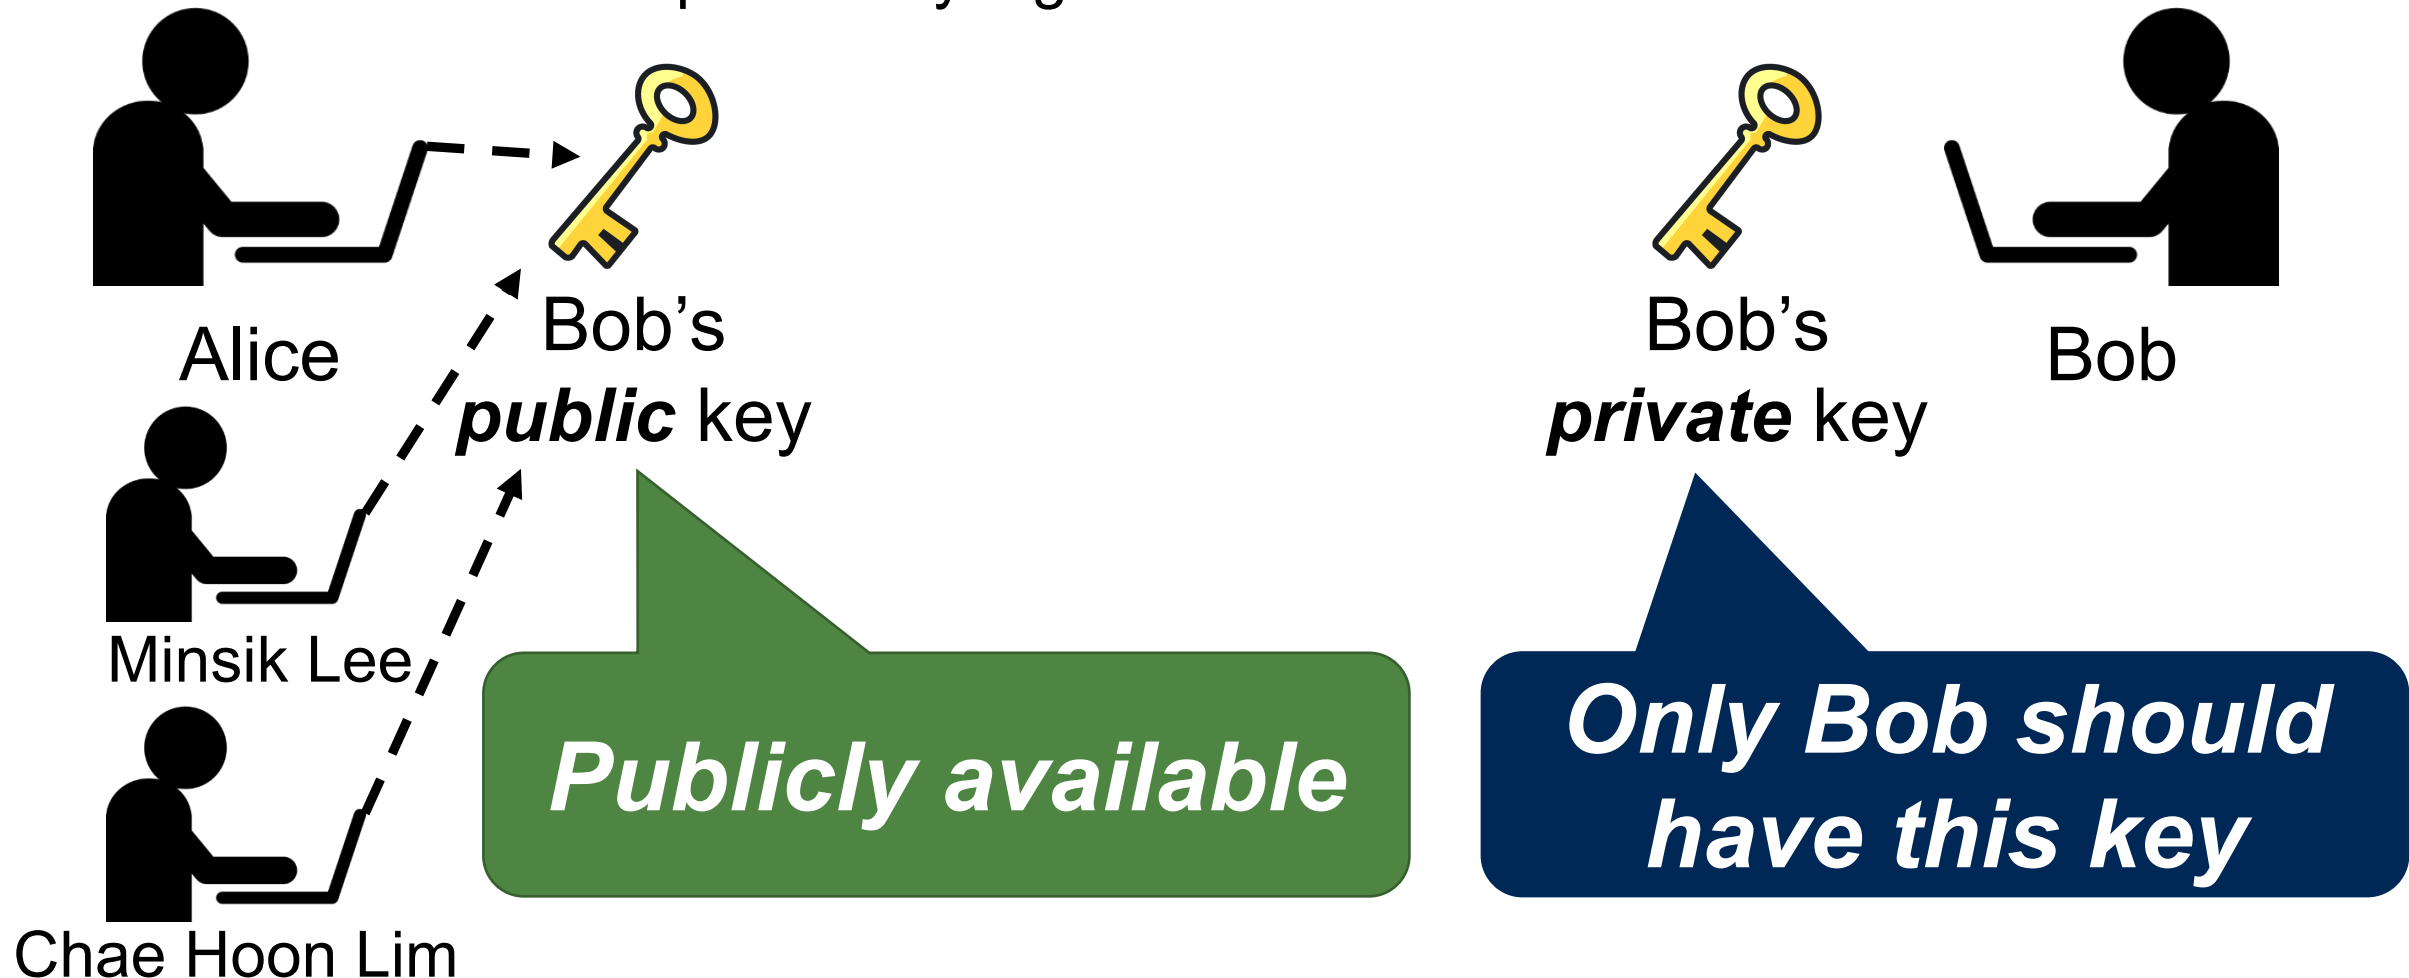 Alice
Bob’s
public key
Bob’s
private key
Bob
Minsik Lee
Publicly available
Only Bob should
have this key
Chae Hoon Lim